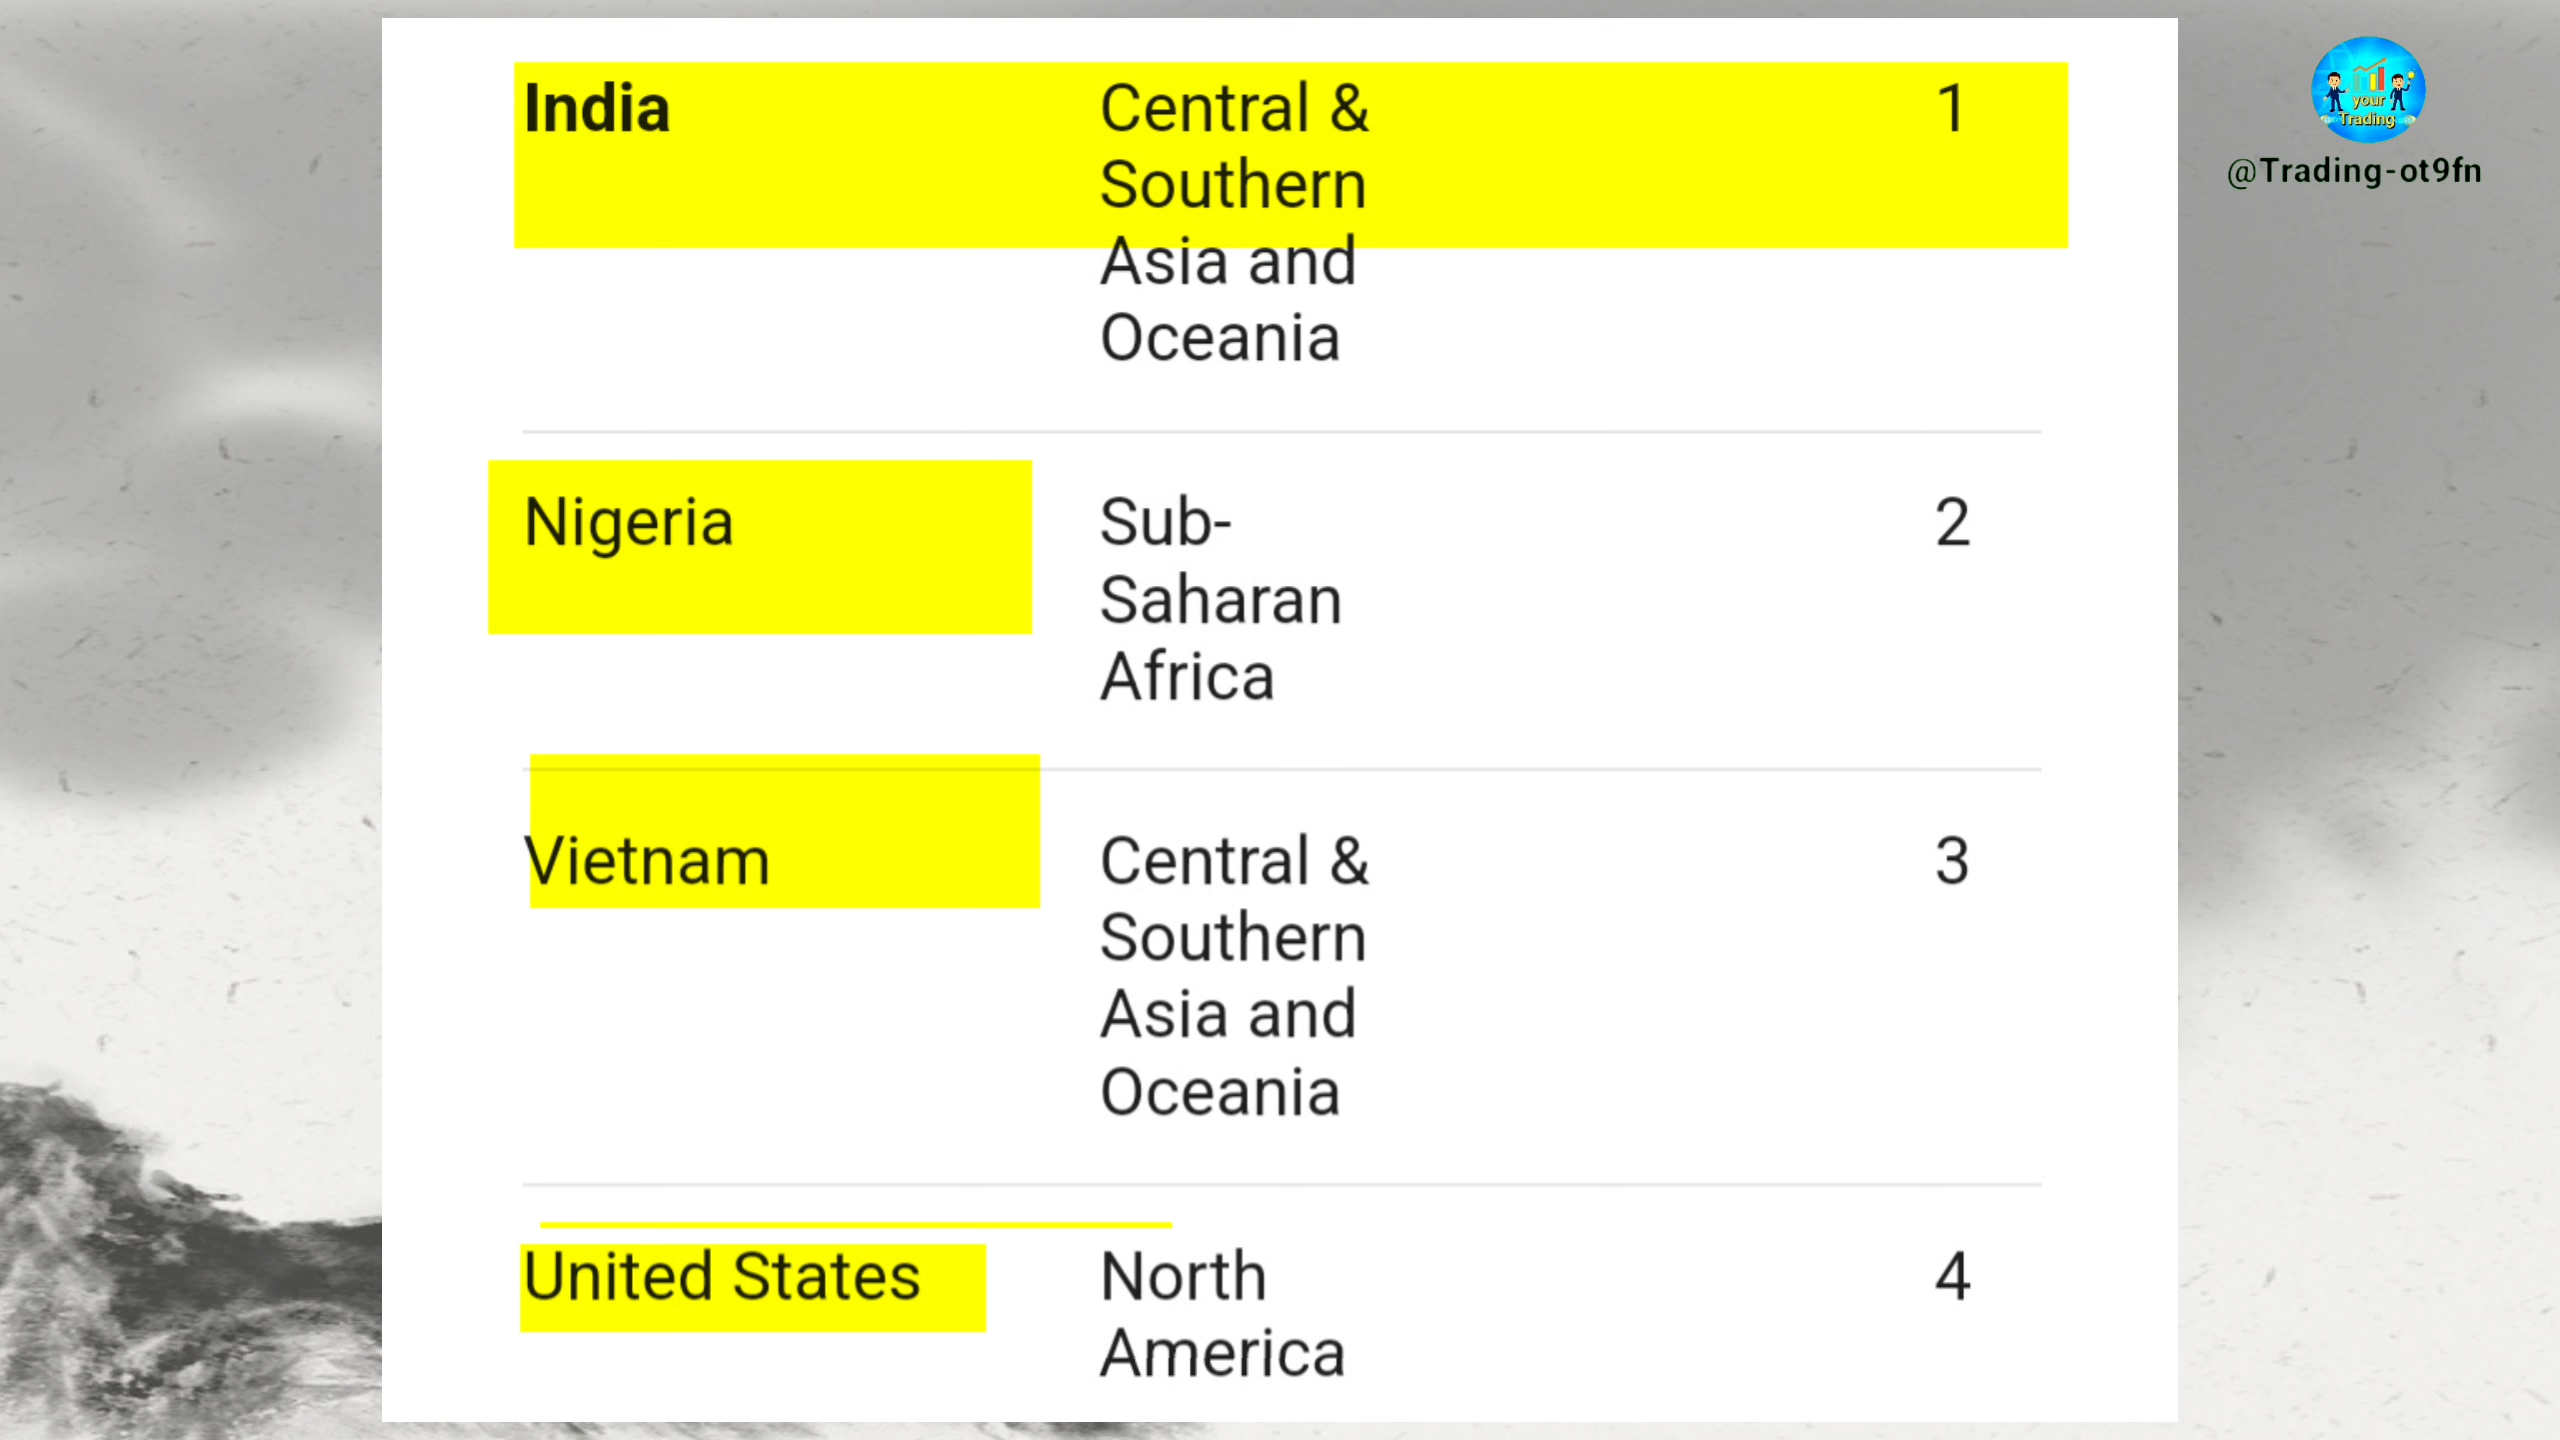 India Central & 1
Southern
Asia and
Oceania
Nigeria Sub- 2
Saharan
Africa
Vietnam Central & 3
Southern
Asia and
Oceania
United States North 4
America
your
Trading
@Trading-ot9fn